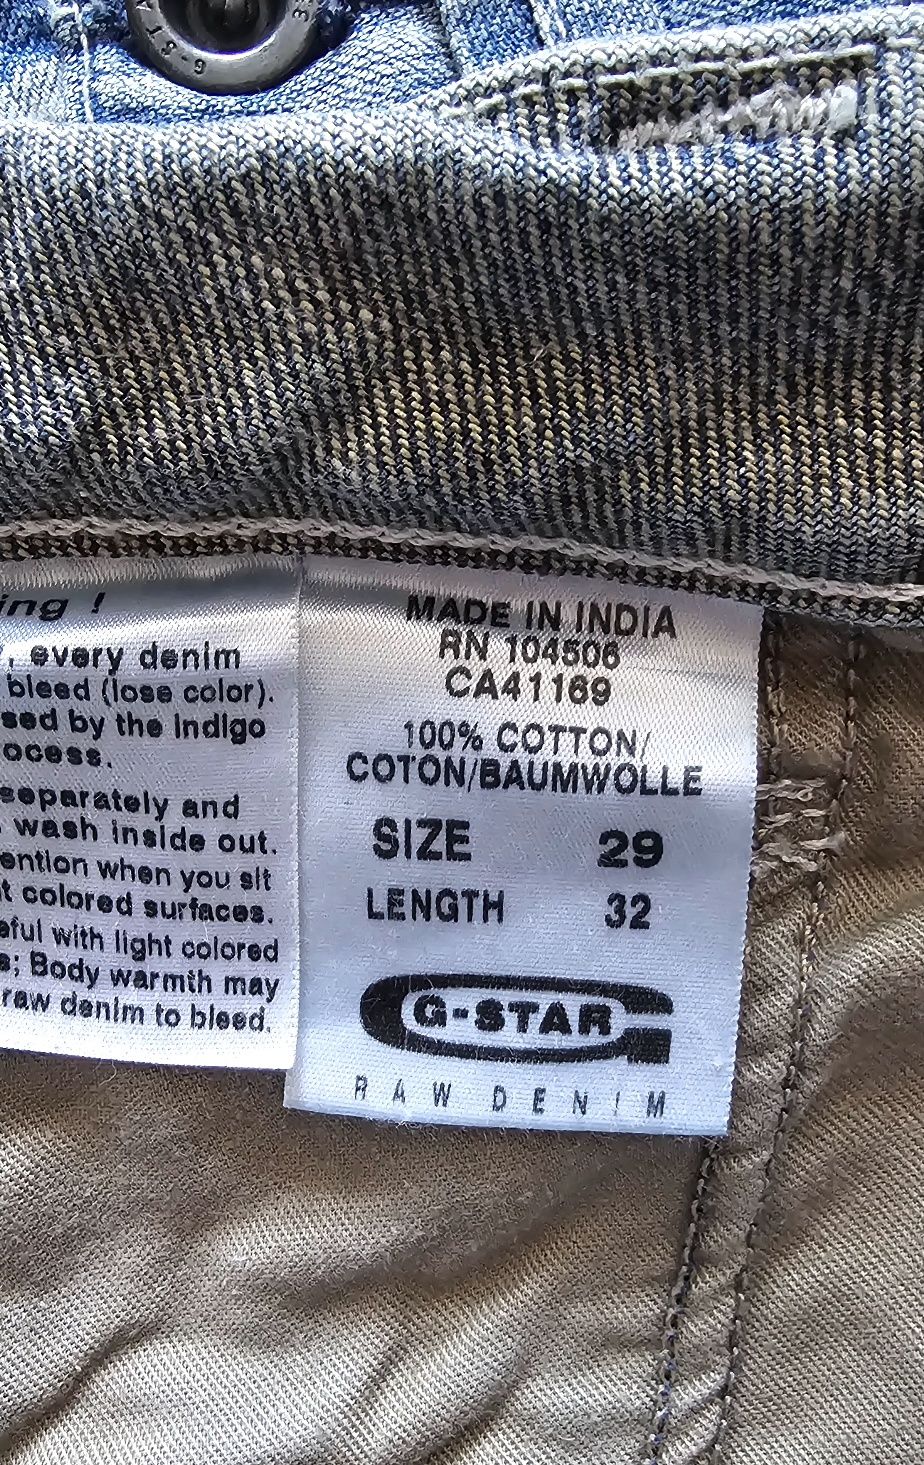 ing !
, every denim
bleed (lose color).
sed by the Indigo
ocess.
separately and
wash inside out.
ention when you sit
t colored surfaces.
eful with light colored
s; Body warmth may
raw denim to bleed.
MADE IN INDIA
RN 104506
CA41169
100% COTTON/
COTON/BAUMWOLLE
SIZE 29
LENGTH 32
G-STAR
RAW DENIM